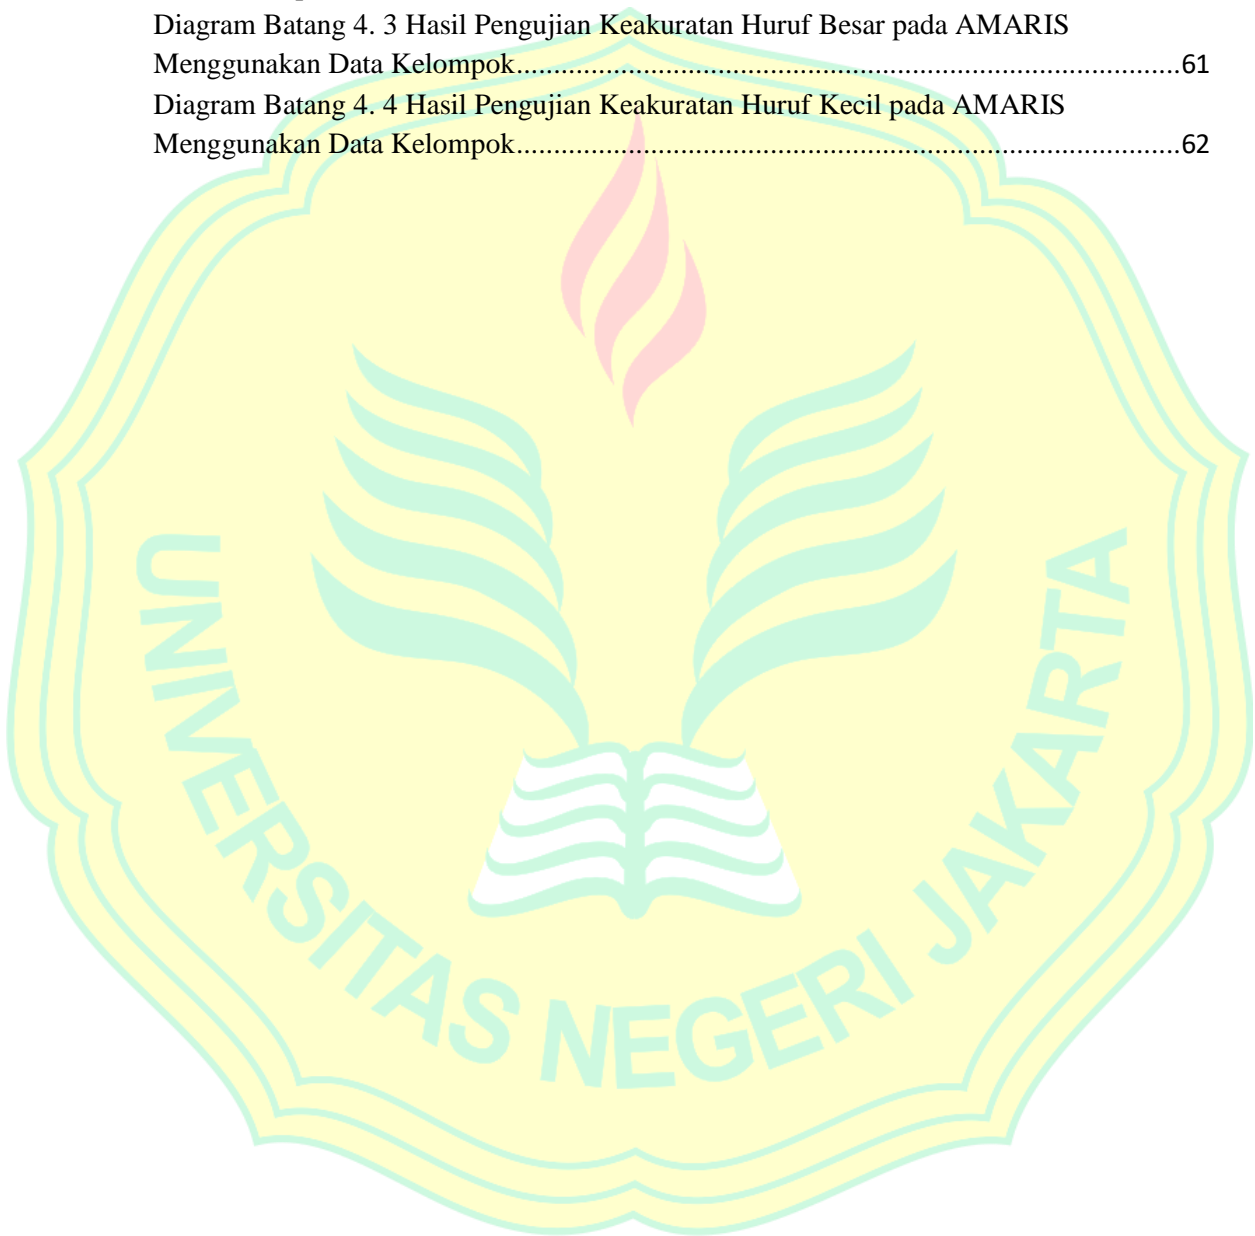 Diagram Batang 4. 3 Hasil Pengujian Keakuratan Huruf Besar pada AMARIS
Menggunakan Data Kelompok.........................................................................................61
Diagram Batang 4. 4 Hasil Pengujian Keakuratan Huruf Kecil pada AMARIS
Menggunakan Data Kelompok.........................................................................................62
UNIVERSITAS NEGERI JAKARTA